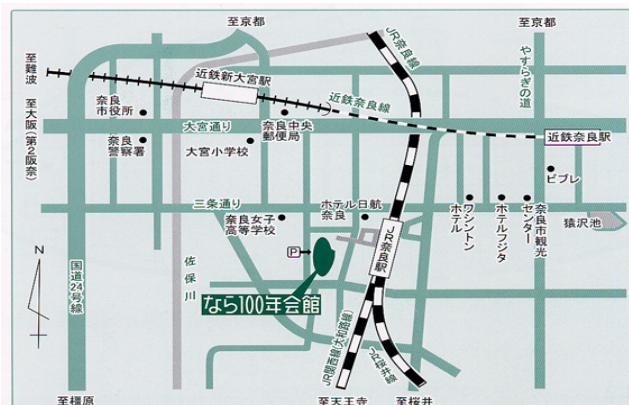 至京都
至京都
JR奈良線
やすらぎの道
至難波
至大阪(第2阪奈)
近鉄新大宮駅
近鉄奈良線
奈良
市役所
奈良
警察署
大宮通り
大宮小学校
奈良中央
郵便局
近鉄奈良駅
ビブレ
三条通り
奈良女子
高等学校
ホテル日航
奈良
ワシントン
ホテル
ホテルフジタ
奈良市観光
センター
猿沢池
JR奈良駅
P
N
国道24号線
佐保川
なら100年会館
JR関西線(大和路線)
JR桜井線
至橿原
至天王寺
至桜井